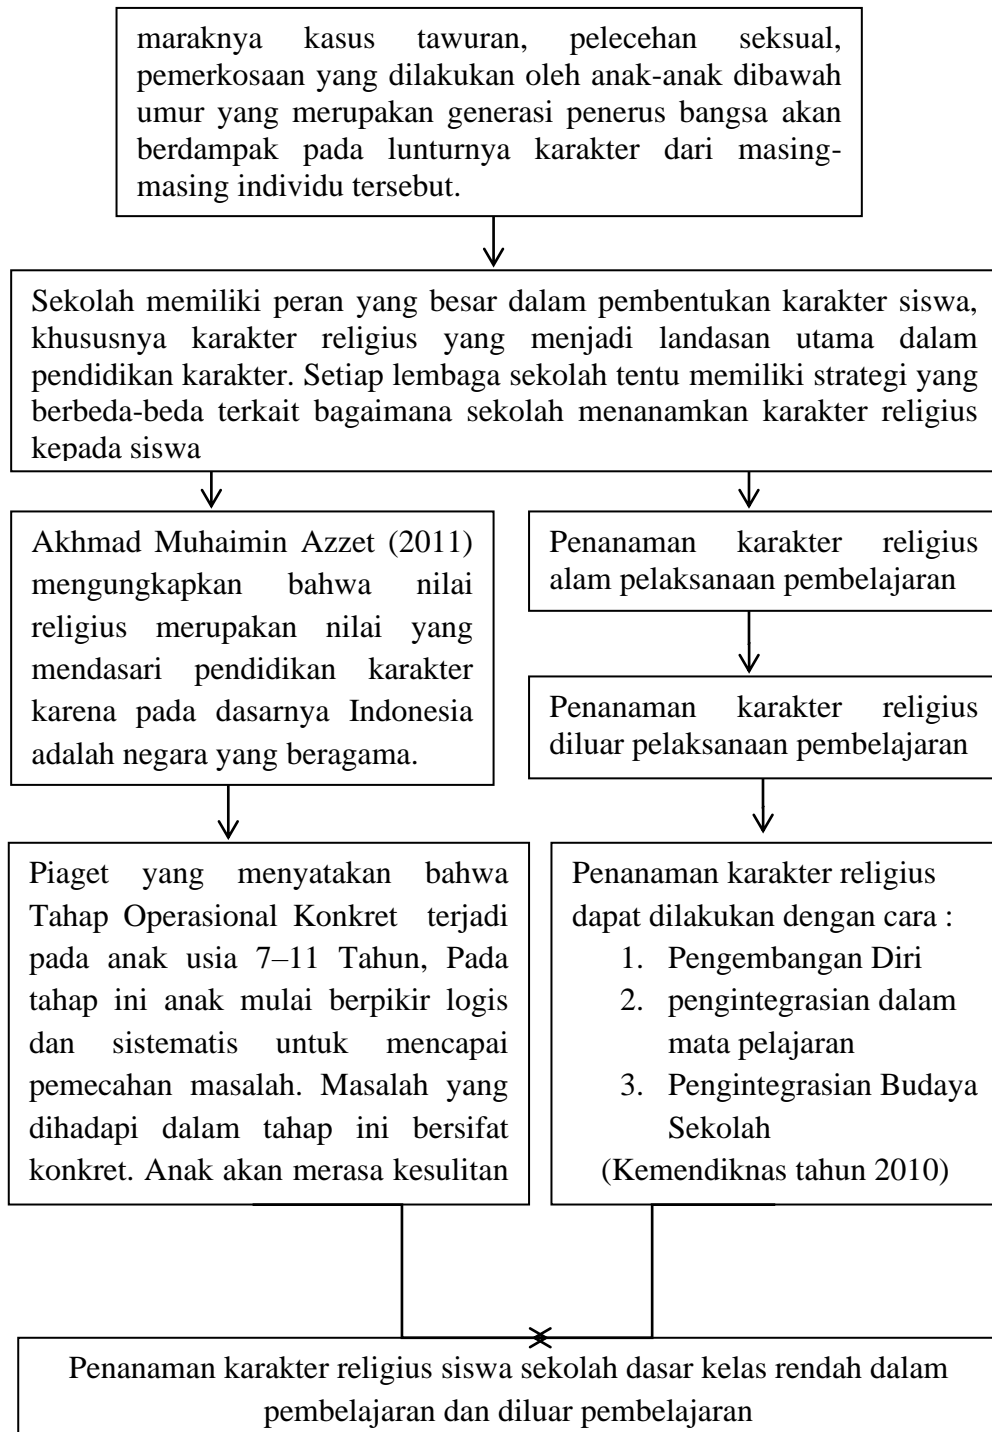 maraknya kasus tawuran, pelecehan seksual,
pemerkosaan yang dilakukan oleh anak-anak dibawah
umur yang merupakan generasi penerus bangsa akan
berdampak pada lunturnya karakter dari masing-
masing individu tersebut.
Sekolah memiliki peran yang besar dalam pembentukan karakter siswa,
khususnya karakter religius yang menjadi landasan utama dalam
pendidikan karakter. Setiap lembaga sekolah tentu memiliki strategi yang
berbeda-beda terkait bagaimana sekolah menanamkan karakter religius
kepada siswa
Akhmad Muhaimin Azzet (2011)
mengungkapkan bahwa nilai
religius merupakan nilai yang
mendasari pendidikan karakter
karena pada dasarnya Indonesia
adalah negara yang beragama.
Penanaman karakter religius
alam pelaksanaan pembelajaran
Penanaman karakter religius
diluar pelaksanaan pembelajaran
Piaget yang menyatakan bahwa
Tahap Operasional Konkret terjadi
pada anak usia 7–11 Tahun, Pada
tahap ini anak mulai berpikir logis
dan sistematis untuk mencapai
pemecahan masalah. Masalah yang
dihadapi dalam tahap ini bersifat
konkret. Anak akan merasa kesulitan
Penanaman karakter religius
dapat dilakukan dengan cara :
1. Pengembangan Diri
2. pengintegrasian dalam
mata pelajaran
3. Pengintegrasian Budaya
Sekolah
(Kemendiknas tahun 2010)
Penanaman karakter religius siswa sekolah dasar kelas rendah dalam
pembelajaran dan diluar pembelajaran